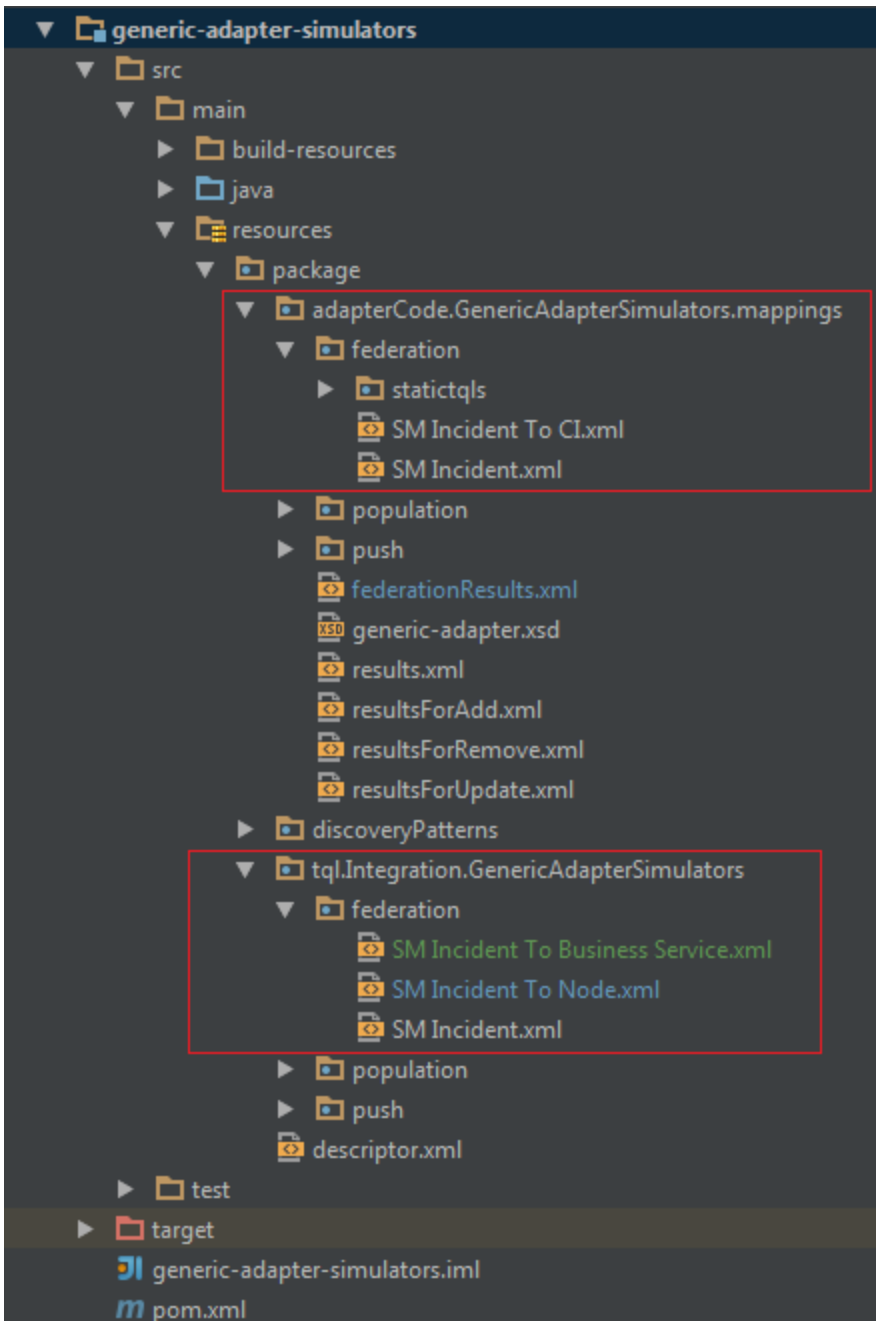 generic-adapter-simulators
src
main
build-resources
java
resources
package
adapterCode.GenericAdapterSimulators.mappings
federation
statictqls
SM Incident To CI.xml
SM Incident.xml
population
push
federationResults.xml
XSD generic-adapter.xsd
results.xml
resultsForAdd.xml
resultsForRemove.xml
resultsForUpdate.xml
discoveryPatterns
tql.Integration.GenericAdapterSimulators
federation
SM Incident To Business Service.xml
SM Incident To Node.xml
SM Incident.xml
population
push
descriptor.xml
test
target
generic-adapter-simulators.iml
m pom.xml